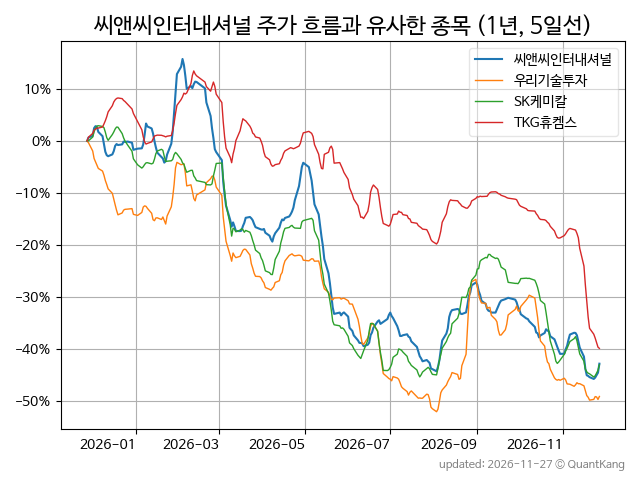 씨앤씨인터내셔널 주가 흐름과 유사한 종목 (1년, 5일선)
씨앤씨인터내셔널
우리기술투자
SK케미칼
TKG휴켐스
10%
0%
−10%
−20%
−30%
−40%
−50%
2026-01 2026-03 2026-05 2026-07 2026-09 2026-11
updated: 2026-11-27 © QuantKang